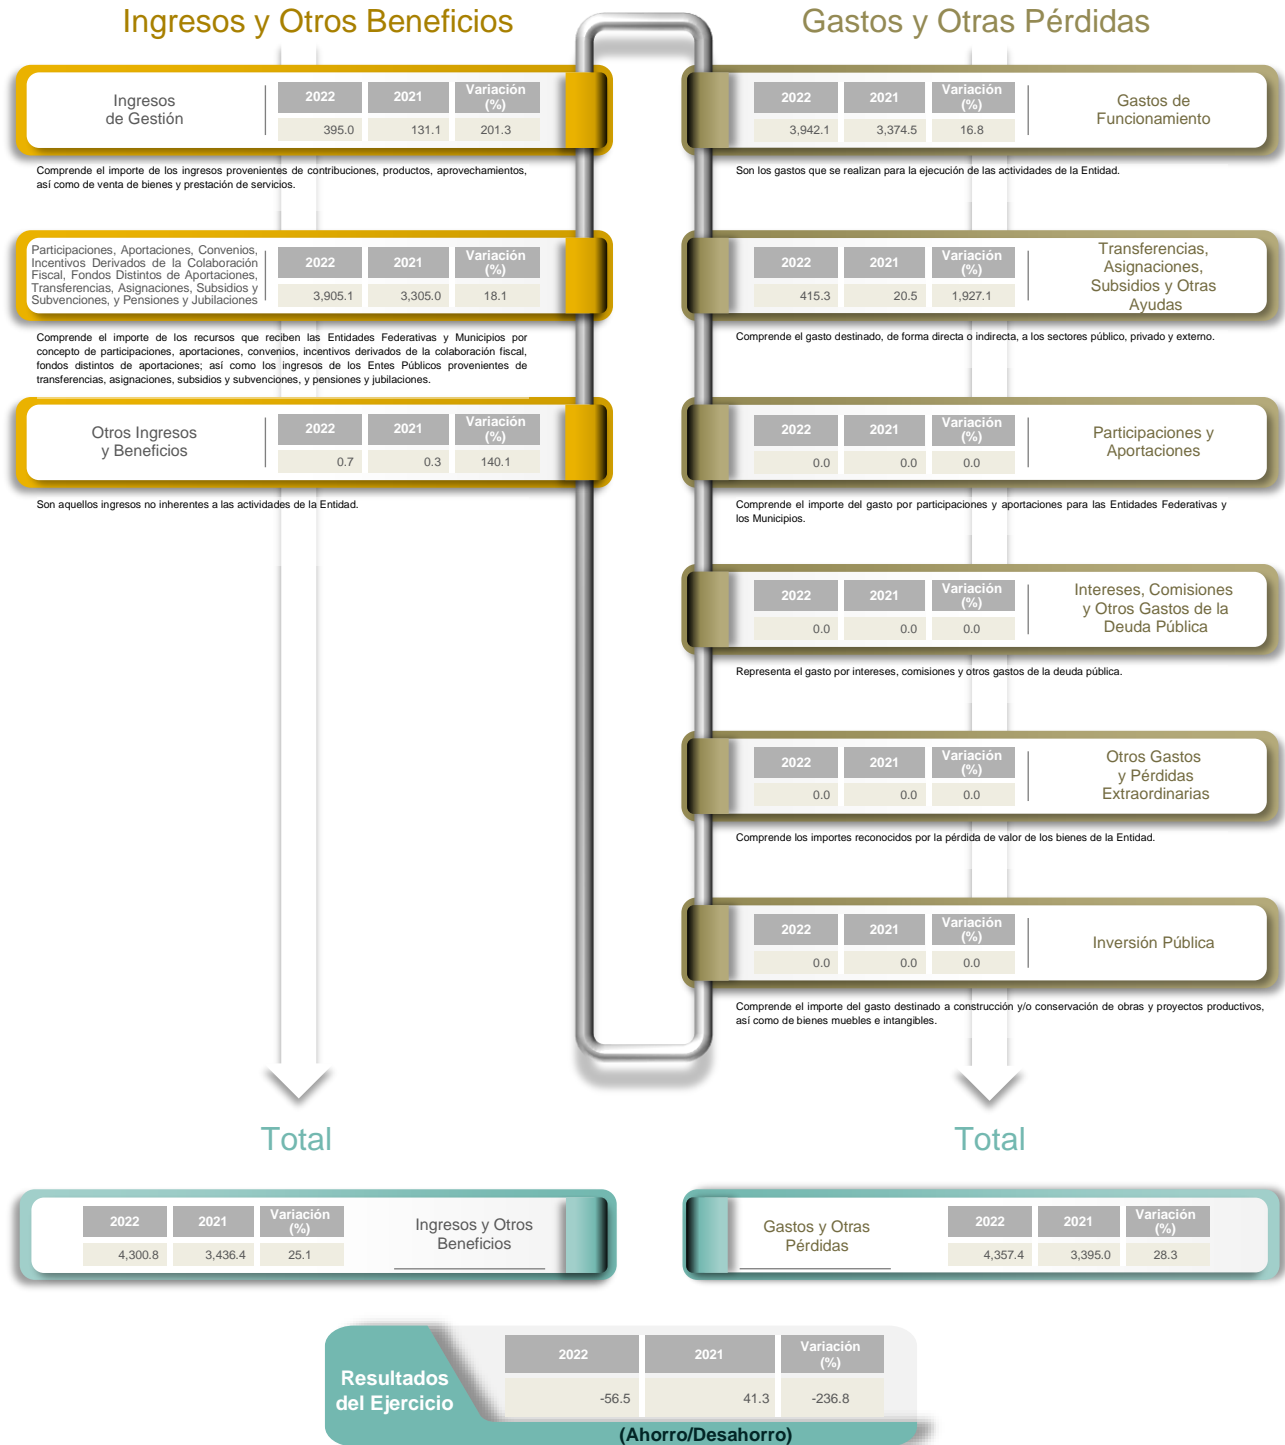 Ingresos y Otros Beneficios
Ingresos
de Gestión
2022 2021 Variación
(%)
395.0 131.1 201.3
Comprende el importe de los ingresos provenientes de contribuciones, productos, aprovechamientos,
así como de venta de bienes y prestación de servicios.
Participaciones, Aportaciones, Convenios,
Incentivos Derivados de la Colaboración
Fiscal, Fondos Distintos de Aportaciones,
Transferencias, Asignaciones, Subsidios y
Subvenciones, y Pensiones y Jubilaciones
2022 2021 Variación
(%)
3,905.1 3,305.0 18.1
Comprende el importe de los recursos que reciben las Entidades Federativas y Municipios por
concepto de participaciones, aportaciones, convenios, incentivos derivados de la colaboración fiscal,
fondos distintos de aportaciones; así como los ingresos de los Entes Públicos provenientes de
transferencias, asignaciones, subsidios y subvenciones, y pensiones y jubilaciones.
Otros Ingresos
y Beneficios
2022 2021 Variación
(%)
0.7 0.3 140.1
Son aquellos ingresos no inherentes a las actividades de la Entidad.
Gastos y Otras Pérdidas
2022 2021 Variación
(%)
3,942.1 3,374.5 16.8
Gastos de
Funcionamiento
Son los gastos que se realizan para la ejecución de las actividades de la Entidad.
2022 2021 Variación
(%)
415.3 20.5 1,927.1
Transferencias,
Asignaciones,
Subsidios y Otras
Ayudas
Comprende el gasto destinado, de forma directa o indirecta, a los sectores público, privado y externo.
2022 2021 Variación
(%)
0.0 0.0 0.0
Participaciones y
Aportaciones
Comprende el importe del gasto por participaciones y aportaciones para las Entidades Federativas y
los Municipios.
2022 2021 Variación
(%)
0.0 0.0 0.0
Intereses, Comisiones
y Otros Gastos de la
Deuda Pública
Representa el gasto por intereses, comisiones y otros gastos de la deuda pública.
2022 2021 Variación
(%)
0.0 0.0 0.0
Otros Gastos
y Pérdidas
Extraordinarias
Comprende los importes reconocidos por la pérdida de valor de los bienes de la Entidad.
2022 2021 Variación
(%)
0.0 0.0 0.0
Inversión Pública
Comprende el importe del gasto destinado a construcción y/o conservación de obras y proyectos productivos,
así como de bienes muebles e intangibles.
Total
2022 2021 Variación
(%)
4,300.8 3,436.4 25.1
Ingresos y Otros
Beneficios
Total
Gastos y Otras
Pérdidas
2022 2021 Variación
(%)
4,357.4 3,395.0 28.3
Resultados
del Ejercicio
2022 2021 Variación
(%)
-56.5 41.3 -236.8
(Ahorro/Desahorro)